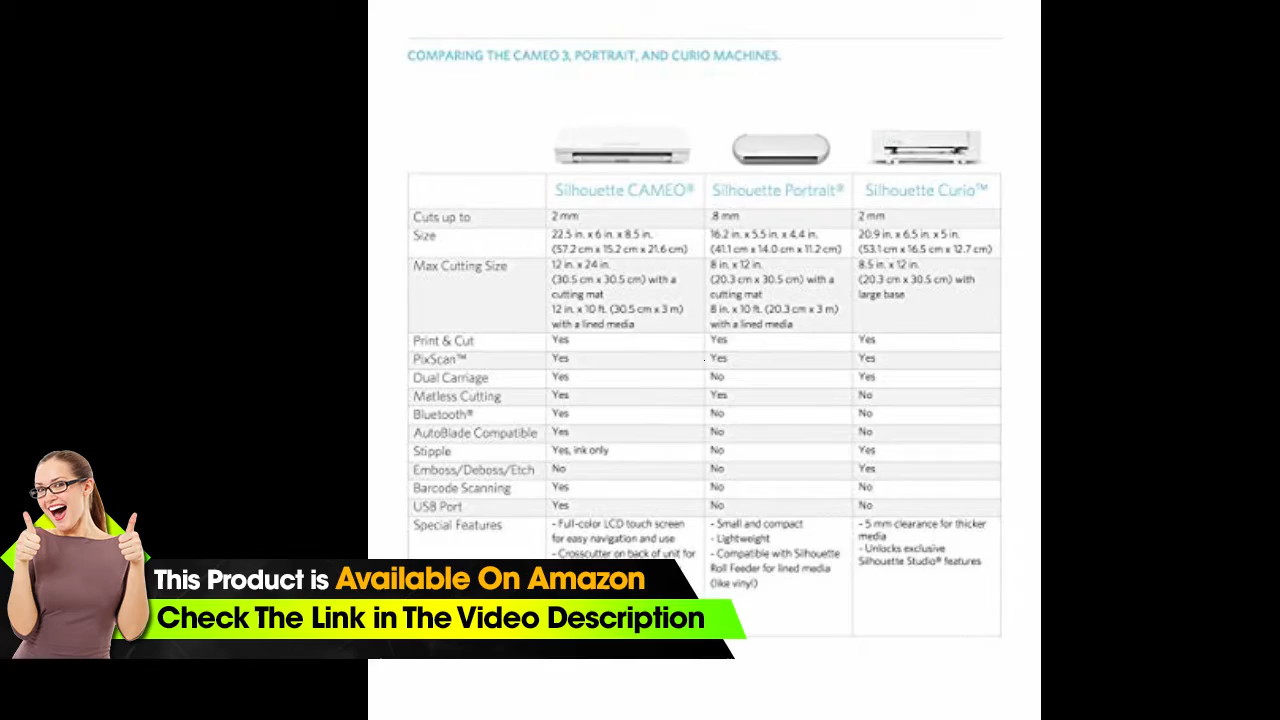 COMPARING THE CAMEO 3, PORTRAIT, AND CURIO MACHINES.
Silhouette CAMEO® Silhouette Portrait® Silhouette Curio™
Cuts up to 2 mm .8 mm 2 mm
Size 22.5 in. x 6 in. x 8.5 in. 16.2 in. x 5.5 in. x 4.4 in. 20.9 in. x 6.5 in. x 5 in.
(57.2 cm x 15.2 cm x 21.6 cm) (41.1 cm x 14.0 cm x 11.2 cm) (53.1 cm x 16.5 cm x 12.7 cm)
Max Cutting Size 12 in. x 24 in. 8 in. x 12 in. 8.5 in. x 12 in.
(30.5 cm x 30.5 cm) with a (20.3 cm x 30.5 cm) with a (20.3 cm x 30.5 cm) with
cutting mat cutting mat large base
12 in. x 10 ft. (30.5 cm x 3 m) 8 in. x 10 ft. (20.3 cm x 3 m)
with a lined media with a lined media
Print & Cut Yes Yes Yes
PixScan™ Yes Yes Yes
Dual Carriage Yes No Yes
Matless Cutting Yes Yes No
Bluetooth® Yes No No
AutoBlade Compatible Yes No No
Stipple Yes, ink only No Yes
Emboss/Deboss/Etch No No Yes
Barcode Scanning Yes No No
USB Port Yes No No
Special Features - Full-color LCD touch screen - Small and compact - 5 mm clearance for thicker
for easy navigation and use - Lightweight media
- Crosscutter on back of unit for - Compatible with Silhouette - Unlocks exclusive
Roll Feeder for lined media Silhouette Studio® features
(like vinyl)
This Product is Available On Amazon
Check The Link in The Video Description